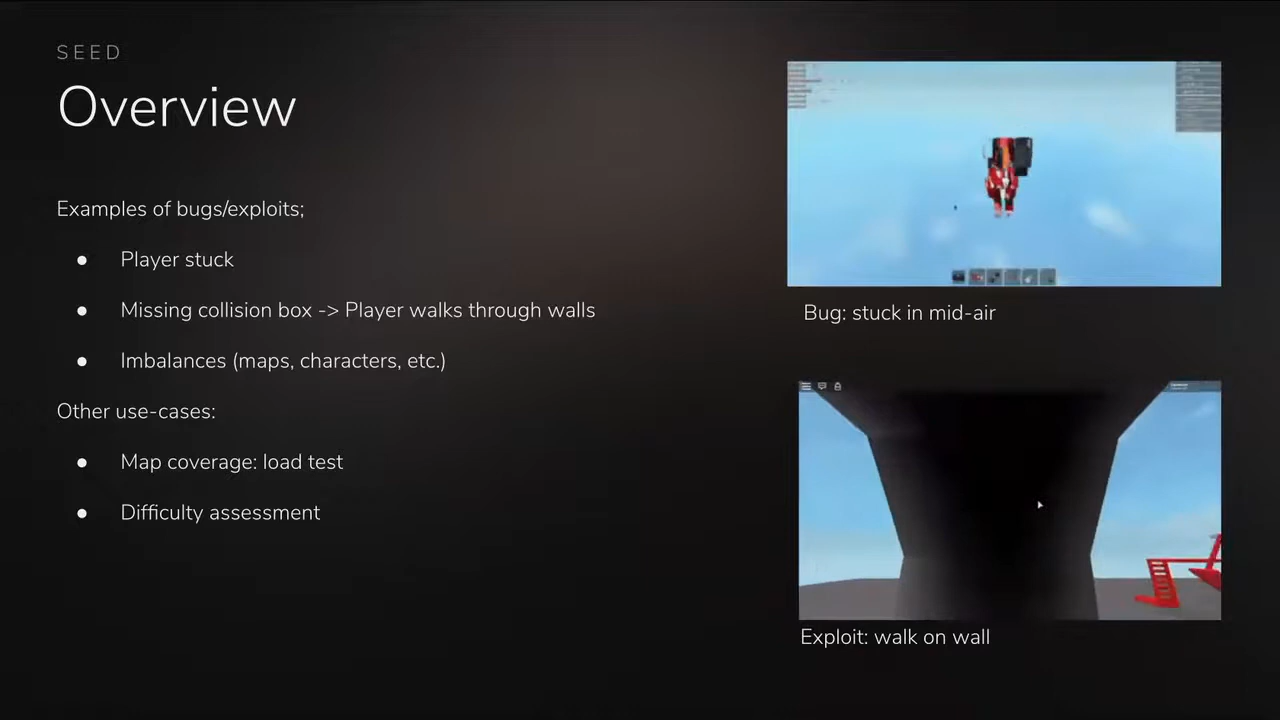 SEED
Overview
Examples of bugs/exploits;
● Player stuck
● Missing collision box -> Player walks through walls
● Imbalances (maps, characters, etc.)
Other use-cases:
● Map coverage: load test
● Difficulty assessment
Bug: stuck in mid-air
Exploit: walk on wall